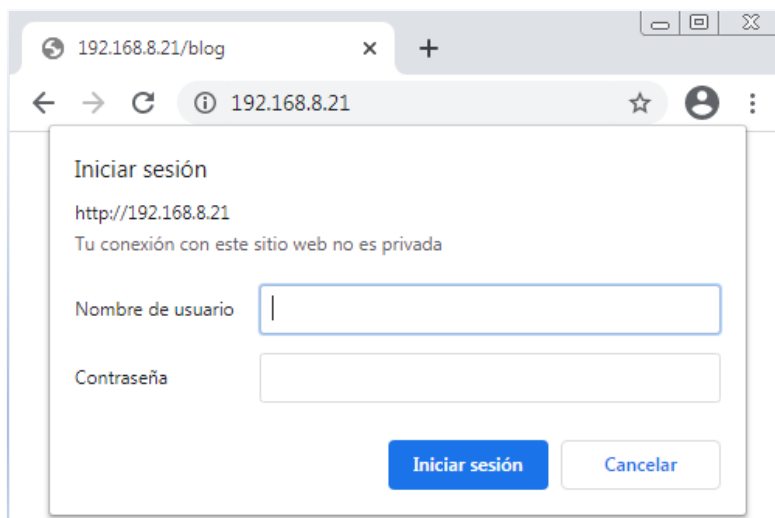 192.168.8.21/blog
192.168.8.21
Iniciar sesión
http://192.168.8.21
Tu conexión con este sitio web no es privada
Nombre de usuario
Contraseña
Iniciar sesión Cancelar